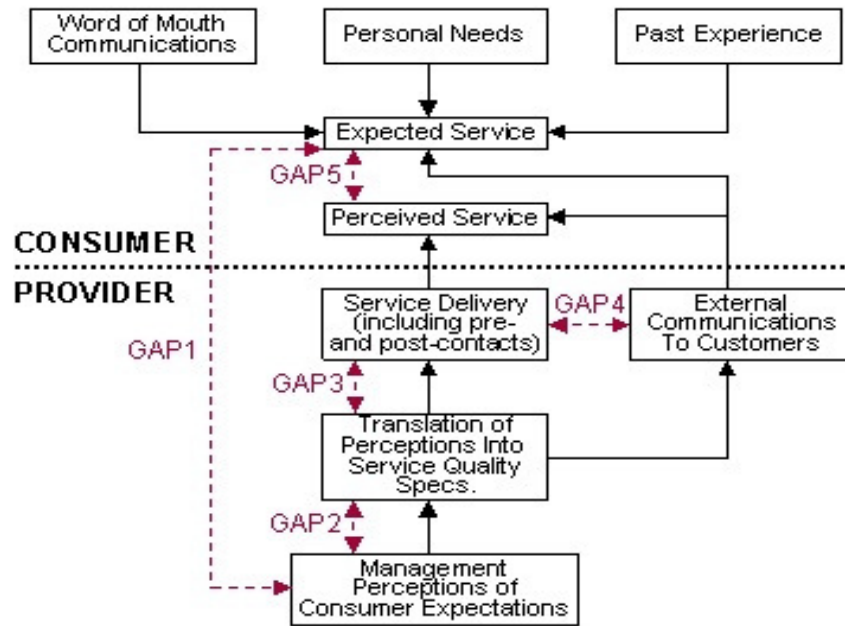 Word of Mouth
Communications
Personal Needs
Past Experience
Expected Service
GAP5
Perceived Service
CONSUMER
PROVIDER
Service Delivery
(including pre-
and post-contacts)
GAP4
External
Communications
To Customers
GAP1
GAP3
Translation of
Perceptions Into
Service Quality
Specs.
GAP2
Management
Perceptions of
Consumer Expectations